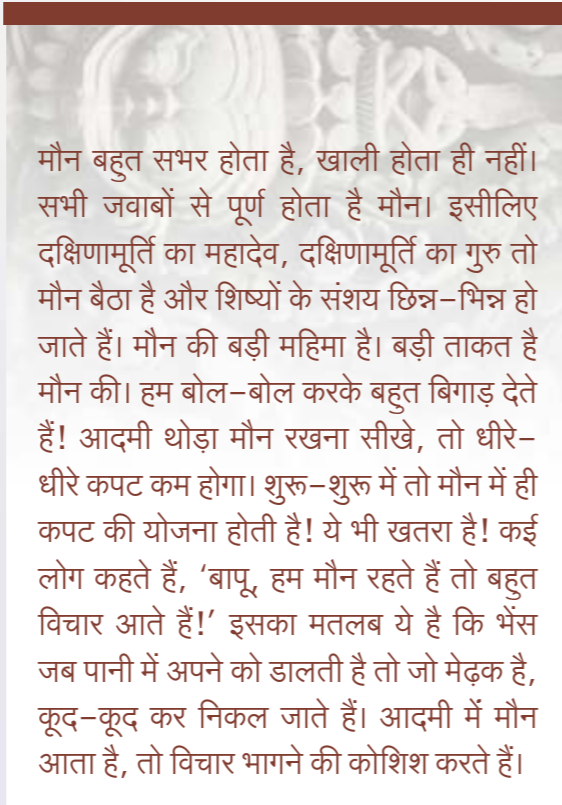 मौन बहुत सभर होता है, खाली होता ही नहीं।
सभी जवाबों से पूर्ण होता है मौन। इसीलिए
दक्षिणामूर्ति का महादेव, दक्षिणामूर्ति का गुरु तो
मौन बैठा है और शिष्यों के संशय छिन्न-भिन्न हो
जाते हैं। मौन की बड़ी महिमा है। बड़ी ताकत है
मौन की। हम बोल-बोल करके बहुत बिगाड़ देते
हैं! आदमी थोड़ा मौन रखना सीखे, तो धीरे-
धीरे कपट कम होगा। शुरू-शुरू में तो मौन में ही
कपट की योजना होती है! ये भी खतरा है! कई
लोग कहते हैं, ‘बापू, हम मौन रहते हैं तो बहुत
विचार आते हैं!’ इसका मतलब ये है कि भेंस
जब पानी में अपने को डालती है तो जो मेढ़क है,
कूद-कूद कर निकल जाते हैं। आदमी में मौन
आता है, तो विचार भागने की कोशिश करते हैं।